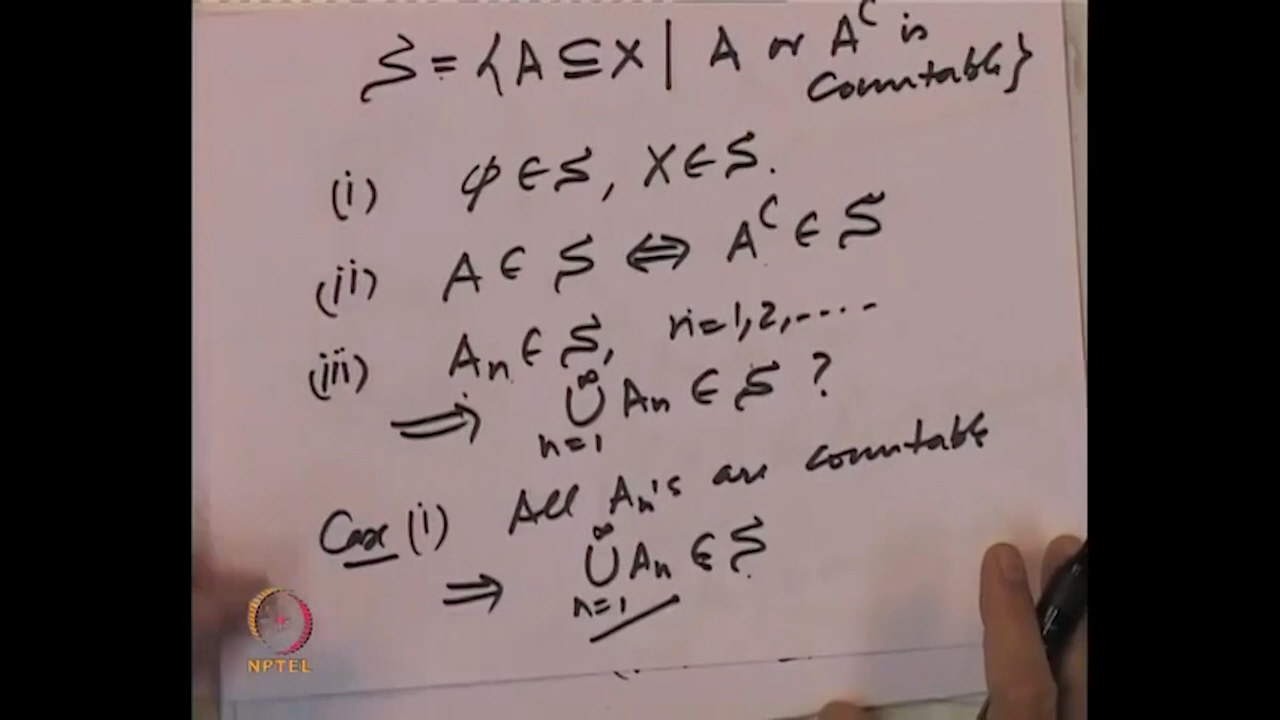 S = {A ⊆ X | A or A^C is
countable}
(i) φ ∈ S, X ∈ S.
(ii) A ∈ S ⇔ A^C ∈ S
(iii) A_n ∈ S, n=1,2,....
⇒ ∞∪n=1 A_n ∈ S ?
Case (i) All A_n's are countable
⇒ ∞∪n=1 A_n ∈ S
NPTEL